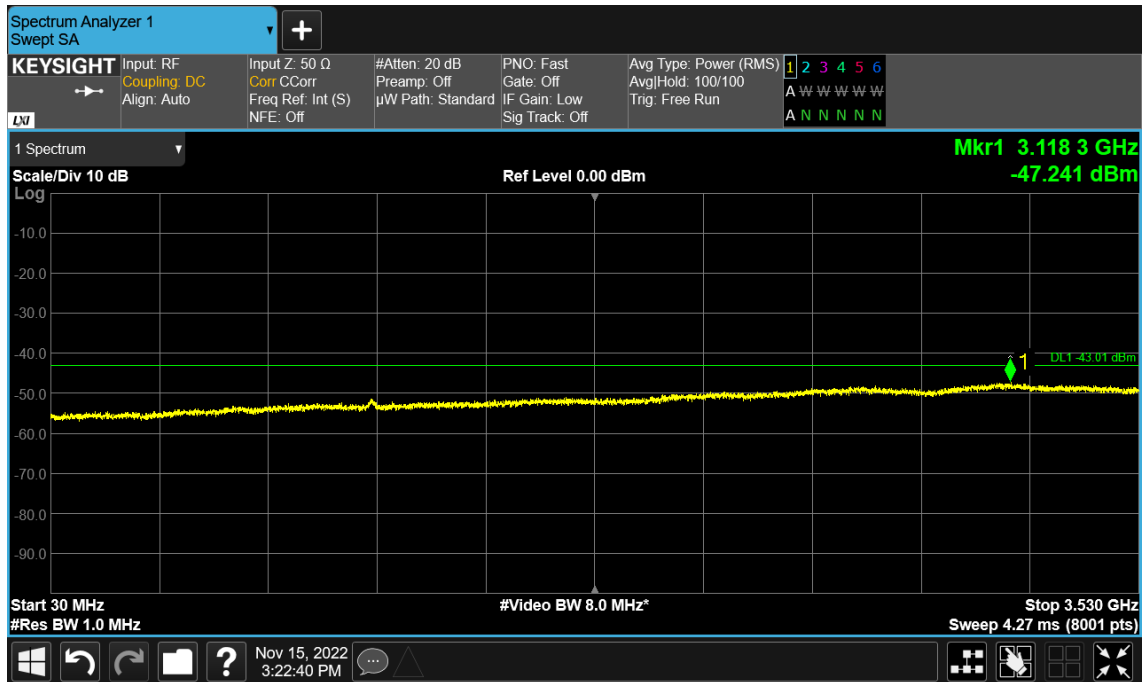 Spectrum Analyzer 1
Swept SA
+
KEYSIGHT
LXI
Input: RF
Coupling: DC
Align: Auto
Input Z: 50 Ω
Corr CCorr
Freq Ref: Int (S)
NFE: Off
#Atten: 20 dB
Preamp: Off
µW Path: Standard
PNO: Fast
Gate: Off
IF Gain: Low
Sig Track: Off
Avg Type: Power (RMS)
Avg|Hold: 100/100
Trig: Free Run
1 2 3 4 5 6
A W W W W W
A N N N N N
1 Spectrum
Mkr1 3.118 3 GHz
-47.241 dBm
Scale/Div 10 dB
Ref Level 0.00 dBm
Log
-10.0
-20.0
-30.0
-40.0
1
DL1 -43.01 dBm
-50.0
-60.0
-70.0
-80.0
-90.0
Start 30 MHz
#Video BW 8.0 MHz*
Stop 3.530 GHz
#Res BW 1.0 MHz
Sweep 4.27 ms (8001 pts)
?
Nov 15, 2022
3:22:40 PM